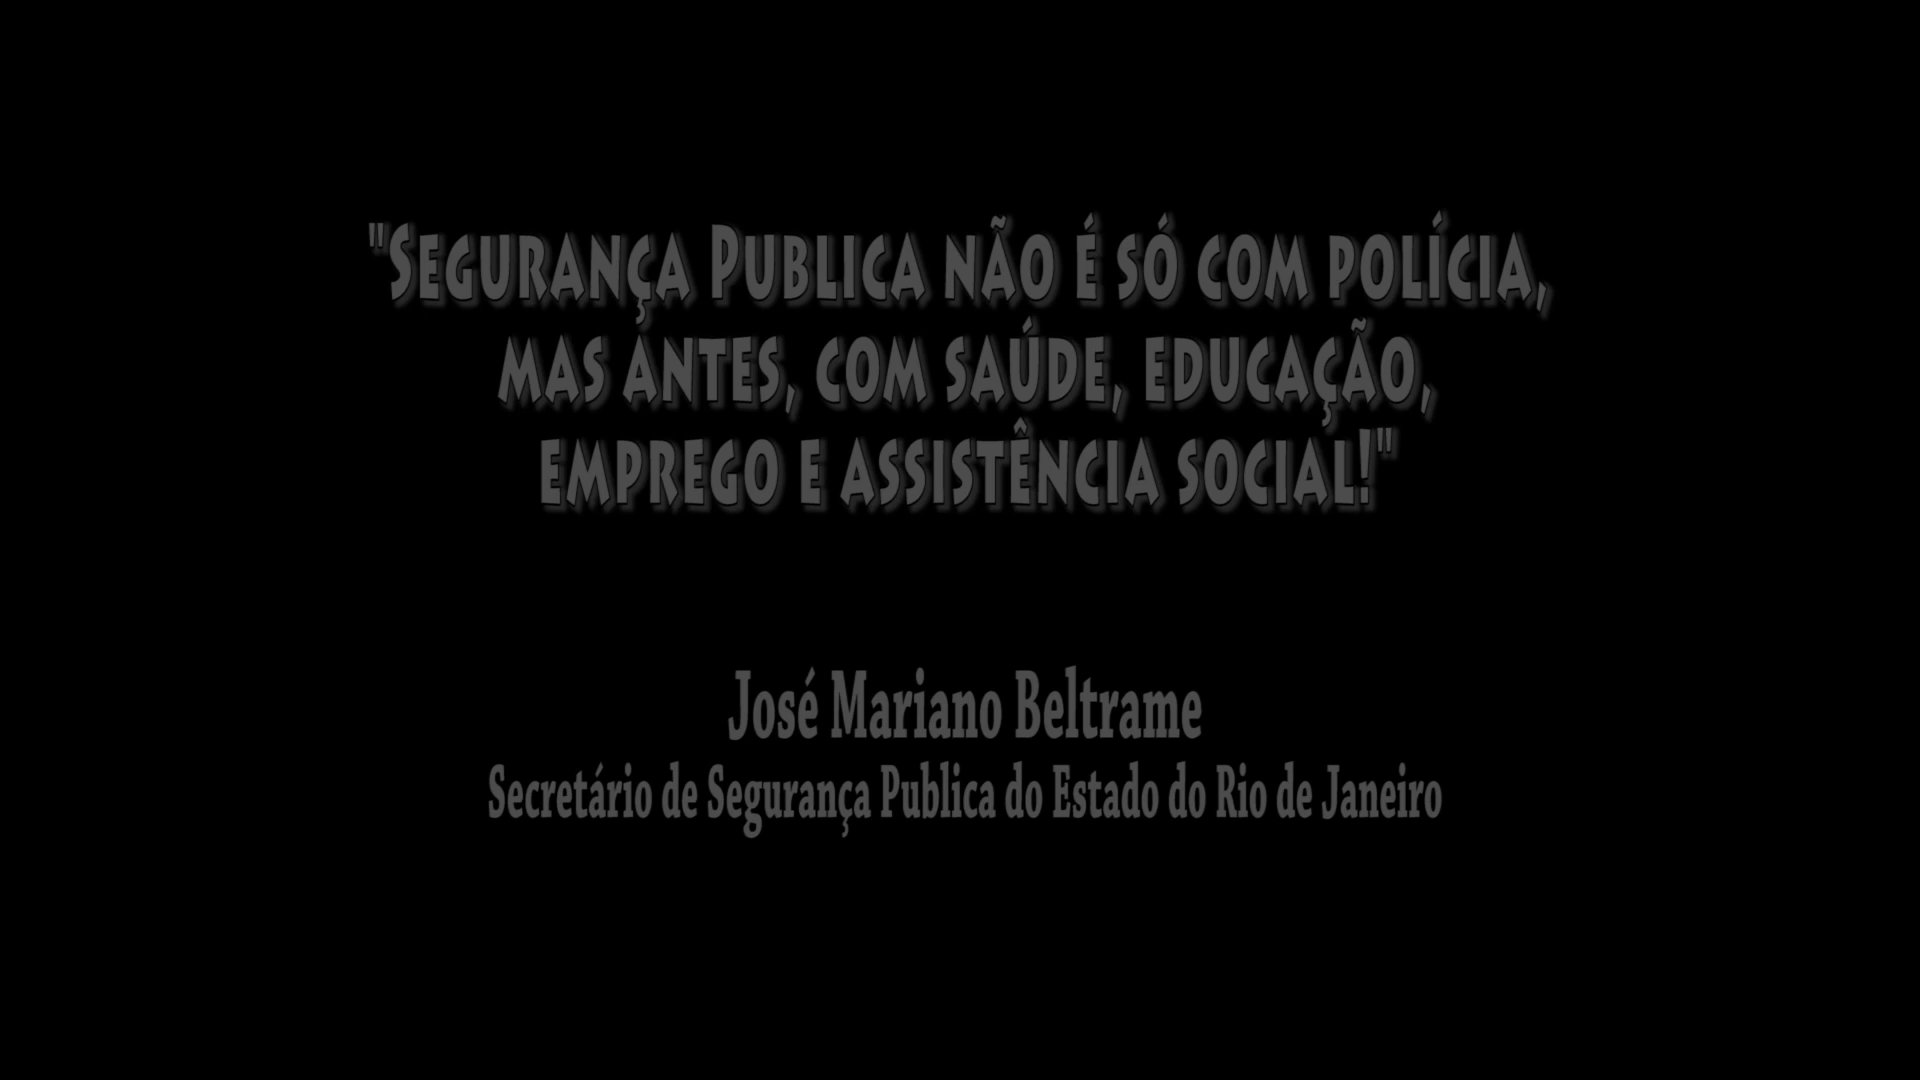 "Segurança Publica não é só com polícia,
mas antes, com saúde, educação,
emprego e assistência social!"
José Mariano Beltrame
Secretário de Segurança Publica do Estado do Rio de Janeiro